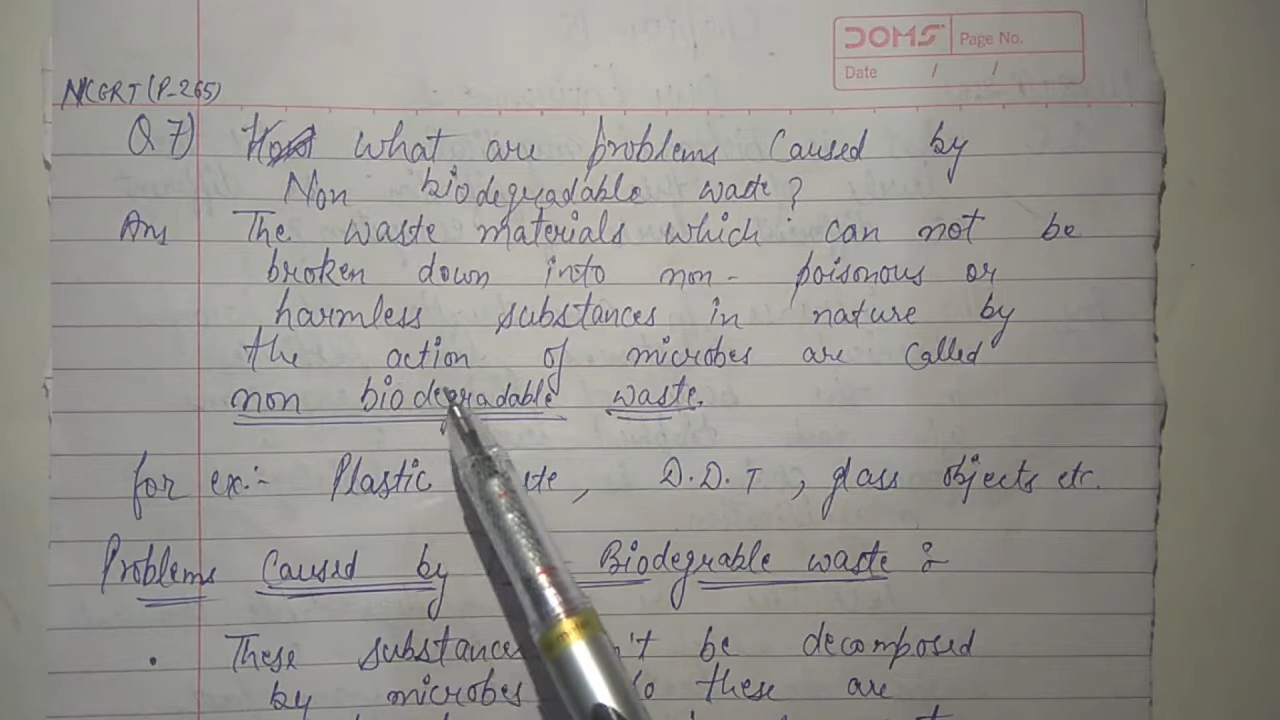 DOMS Page No.
Date / /
NCERT (P-265)
Q 7) What are problems Caused by
Non biodegradable waste?
Ans The waste materials which can not be
broken down into non- poisonous or
harmless substances in nature by
the action of microbes are called
non biodegradable waste.
for ex:- Plastic , D.D.T , glass objects etc.
Problems Caused by Biodegrable waste :
• These substances be decomposed
by microbes these are